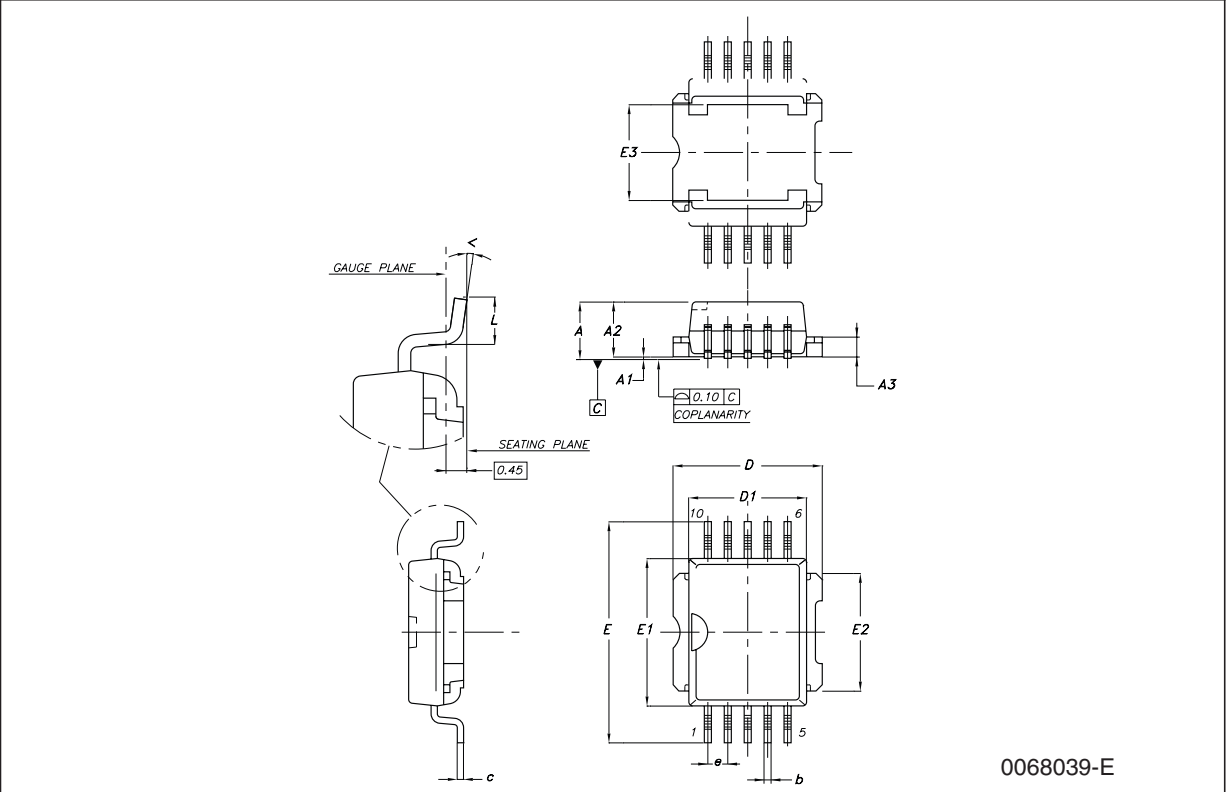 E3
<
GAUGE PLANE
L
A
A2
A1
A3
C
0.10 C
COPLANARITY
SEATING PLANE
0.45
D
D1
10
6
E
E1
E2
1
5
e
b
c
0068039-E